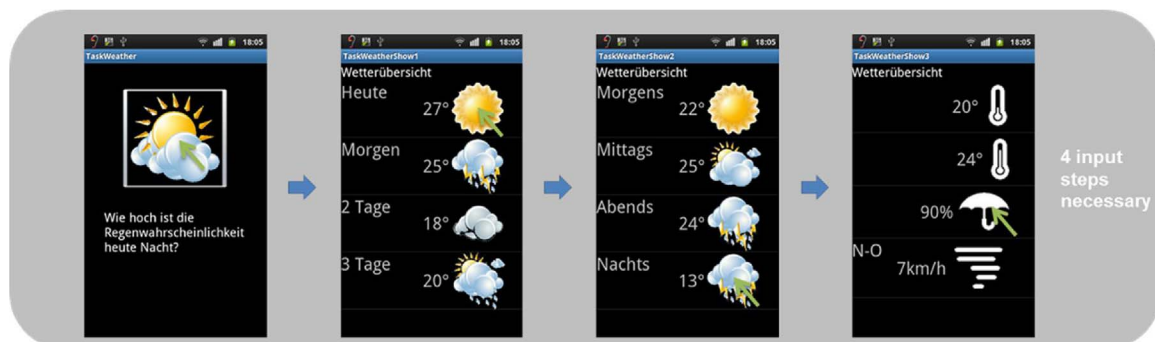 18:05
TaskWeather
Wie hoch ist die
Regenwahrscheinlichkeit
heute Nacht?
18:05
TaskWeatherShow1
Wetterübersicht
Heute
27°
Morgen
25°
2 Tage
18°
3 Tage
20°
18:05
TaskWeatherShow2
Wetterübersicht
Morgens
22°
Mittags
25°
Abends
24°
Nachts
13°
18:05
TaskWeatherShow3
Wetterübersicht
20°
24°
90%
N-O
7km/h
4 input
steps
necessary